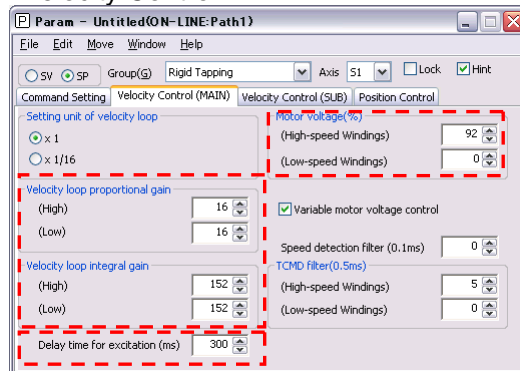 Param - Untitled(ON-LINE:Path1)
File Edit Move Window Help
SV SP Group(G) Rigid Tapping Axis S1 Lock Hint
Command Setting Velocity Control (MAIN) Velocity Control (SUB) Position Control
Setting unit of velocity loop
x 1
x 1/16
Motor voltage(%)
(High-speed Windings) 92
(Low-speed Windings) 0
Velocity loop proportional gain
(High) 16
(Low) 16
Variable motor voltage control
Speed detection filter (0.1ms) 0
Velocity loop integral gain
(High) 152
(Low) 152
TCMD filter(0.5ms)
(High-speed Windings) 5
(Low-speed Windings) 0
Delay time for excitation (ms) 300